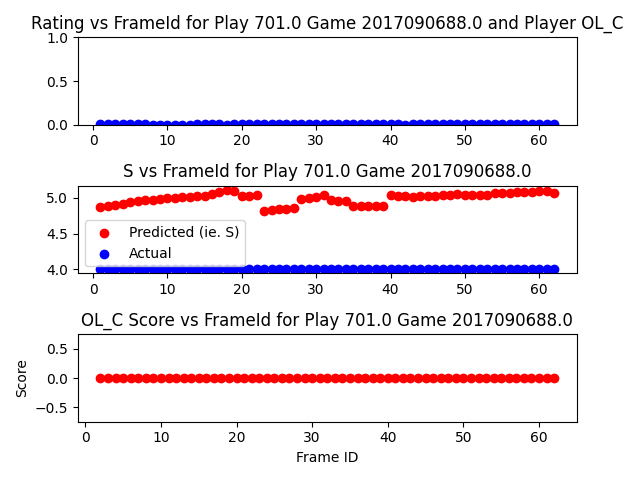 Rating vs FrameId for Play 701.0 Game 2017090688.0 and Player OL_C
1.0
0.5
0.0
0 10 20 30 40 50 60
S vs FrameId for Play 701.0 Game 2017090688.0
5.0
4.5
4.0
Predicted (ie. S)
Actual
0 10 20 30 40 50 60
OL_C Score vs FrameId for Play 701.0 Game 2017090688.0
Score
0.5
0.0
−0.5
0 10 20 30 40 50 60
Frame ID